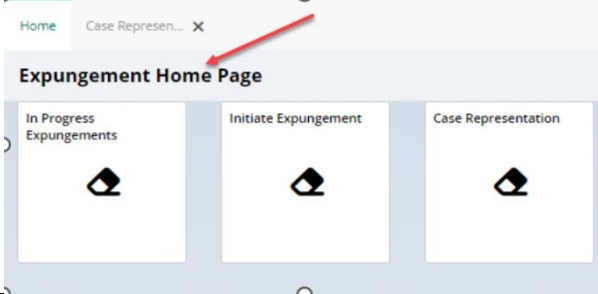 Home
Case Represen...
Expungement Home Page
In Progress
Expungements
Initiate Expungement
Case Representation